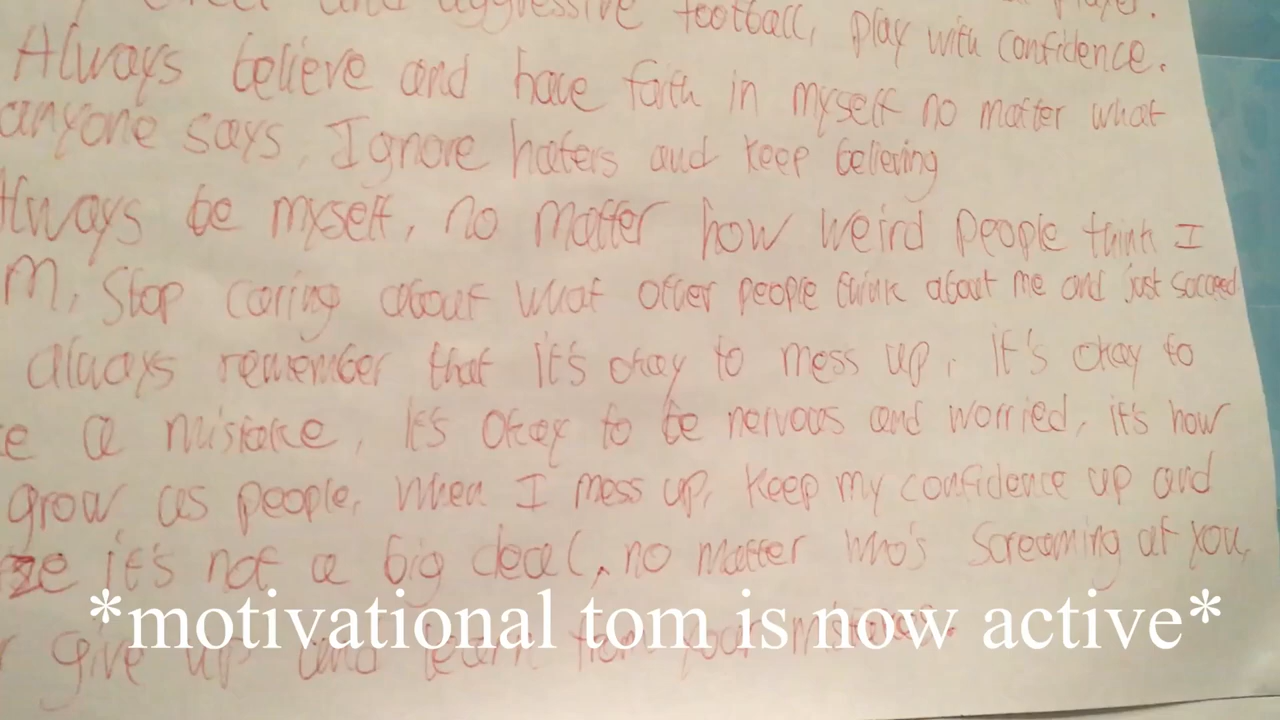 and aggressive football, play with confidence.
Always believe and have faith in myself no matter what
anyone says, Ignore haters and keep believing
Always be myself, no matter how weird people think I
M, Stop caring about what other people think about me and just succeed
always remember that it's okay to mess up, it's okay to
e a mistake, it's okay to be nervous and worried, it's how
grow as people, when I mess up, keep my confidence up and
ze it's not a big deal, no matter who's screaming at you,
*motivational tom is now active*
give up and learn from your